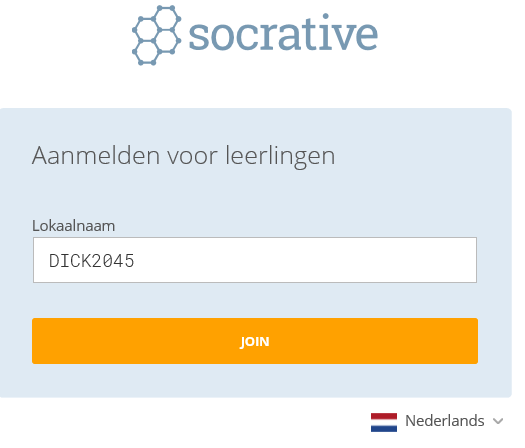 socrative
Aanmelden voor leerlingen
Lokaalnaam
DICK2045
JOIN
Nederlands